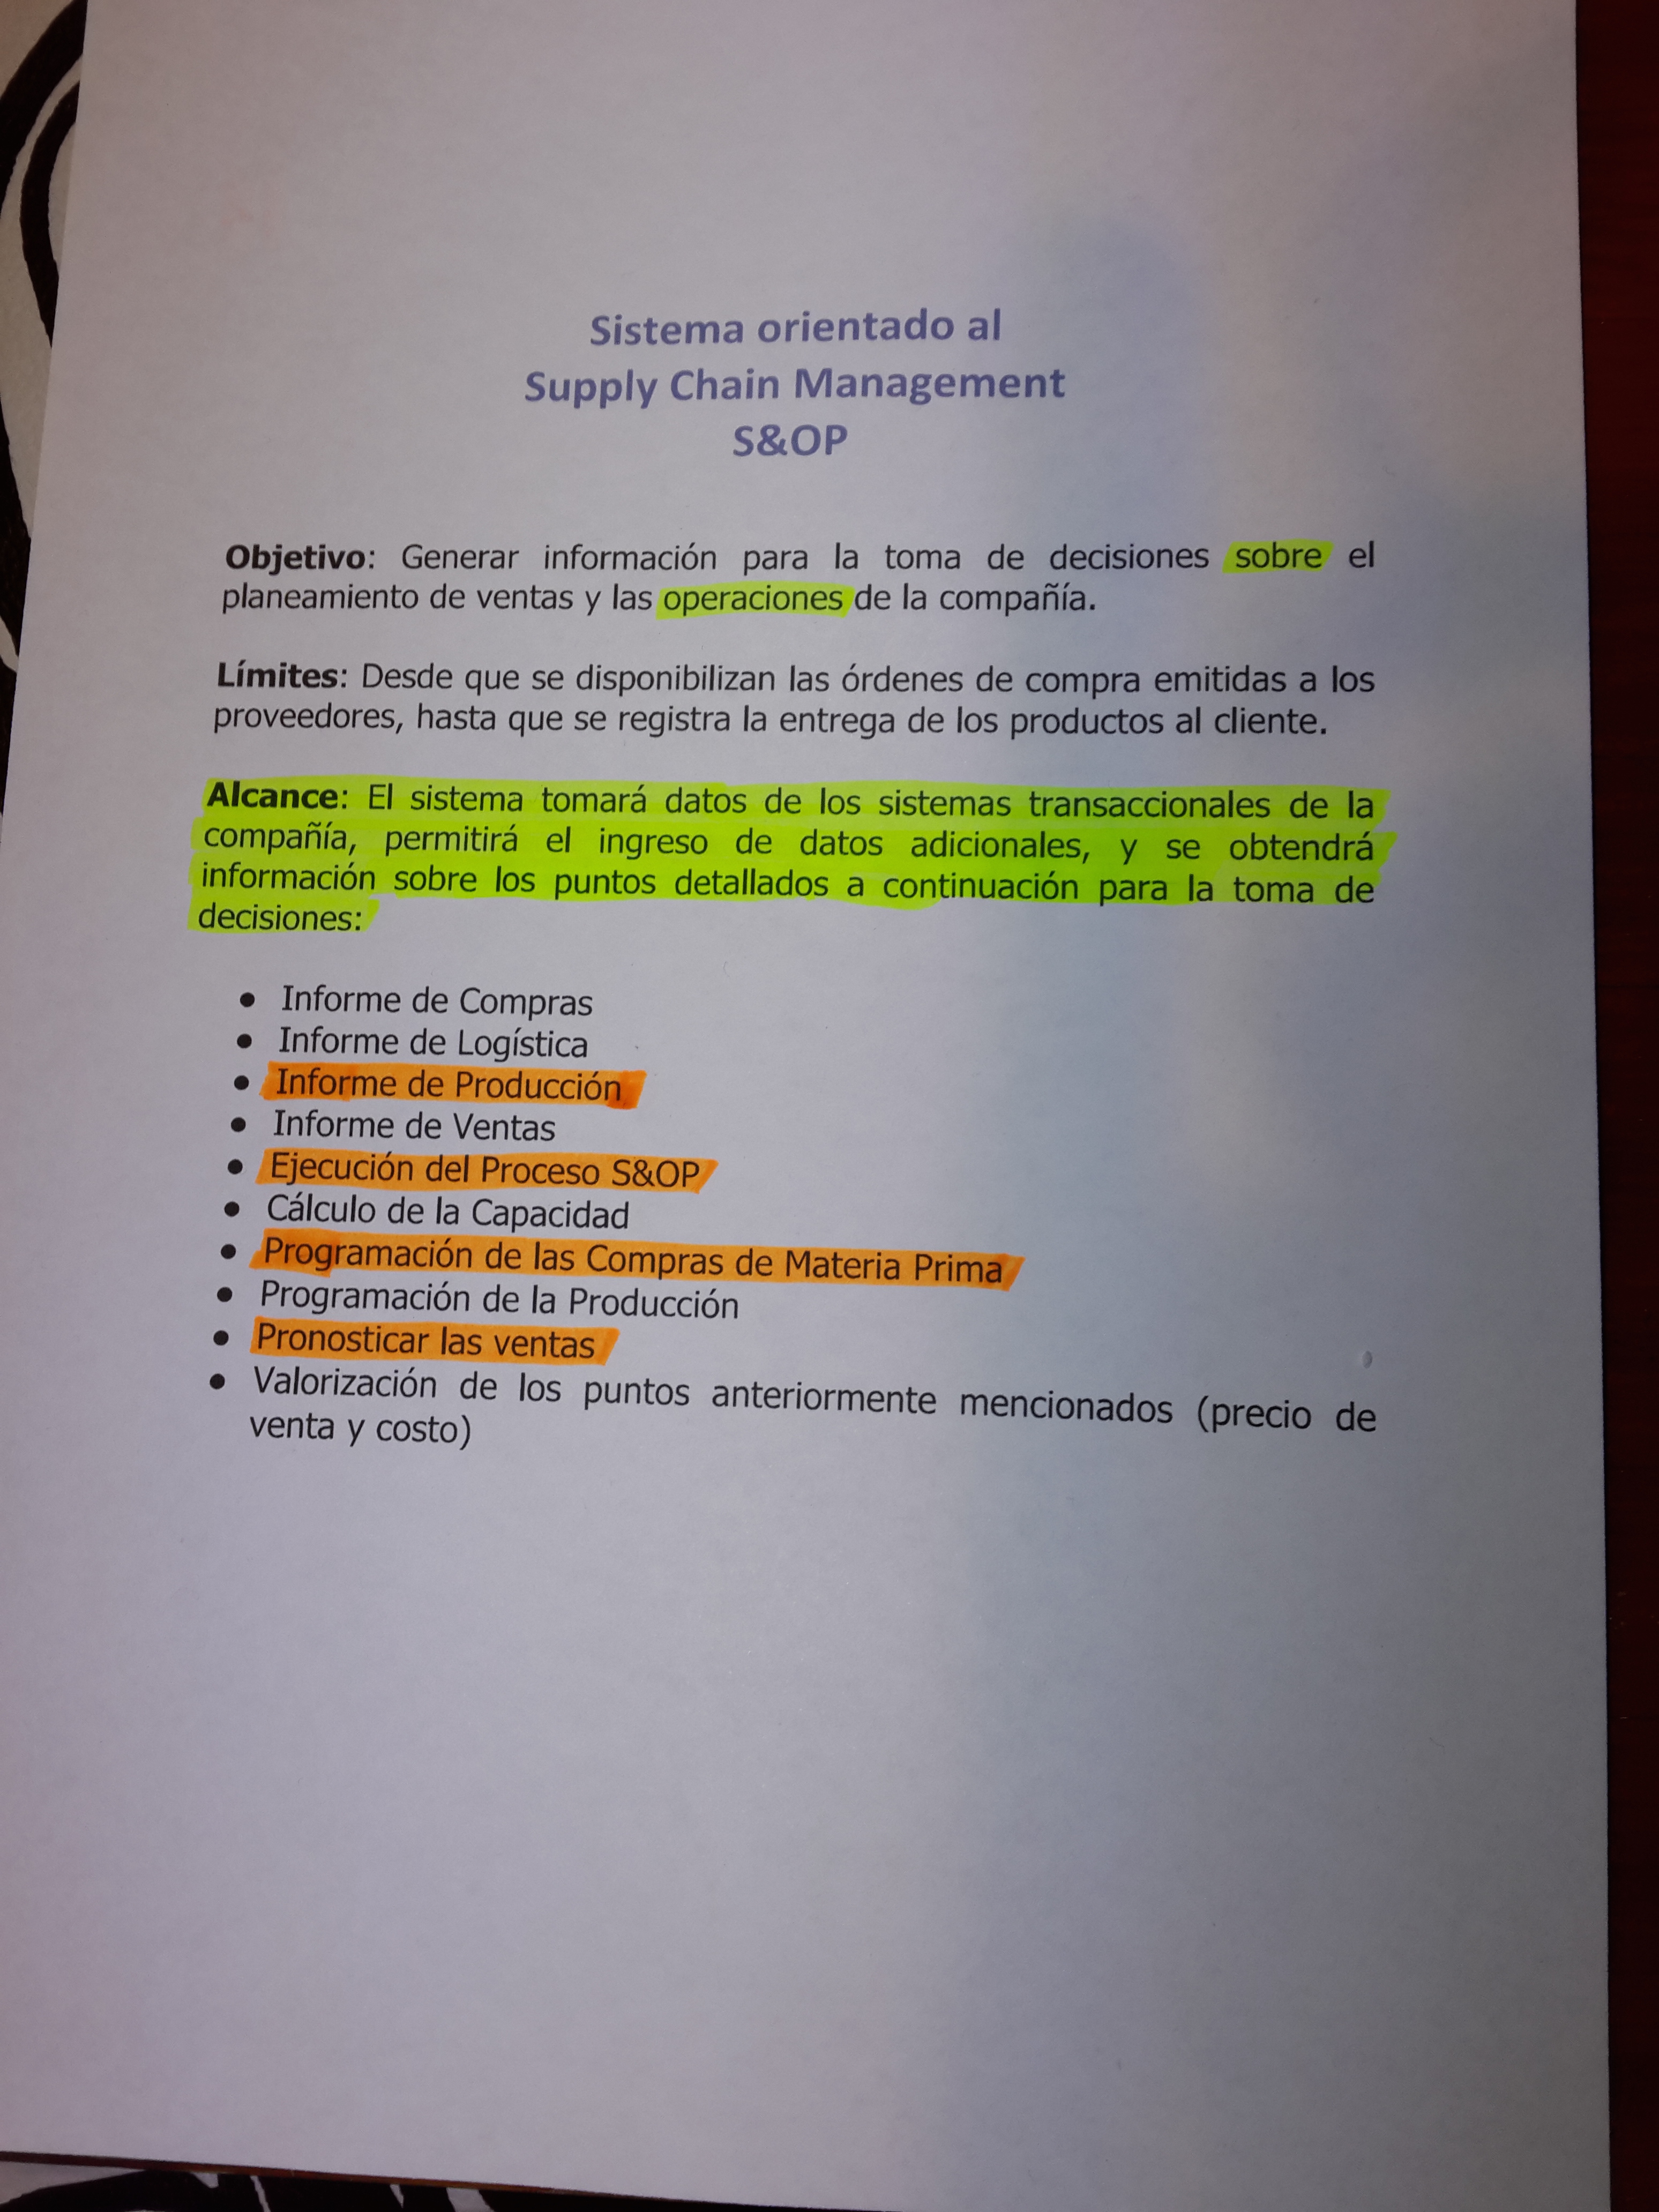 Sistema orientado al
Supply Chain Management
S&OP
Objetivo: Generar información para la toma de decisiones sobre el
planeamiento de ventas y las operaciones de la compañía.
Límites: Desde que se disponibilizan las órdenes de compra emitidas a los
proveedores, hasta que se registra la entrega de los productos al cliente.
Alcance: El sistema tomará datos de los sistemas transaccionales de la
compañía, permitirá el ingreso de datos adicionales, y se obtendrá
información sobre los puntos detallados a continuación para la toma de
decisiones:
• Informe de Compras
• Informe de Logística
• Informe de Producción
• Informe de Ventas
• Ejecución del Proceso S&OP
• Cálculo de la Capacidad
• Programación de las Compras de Materia Prima
• Programación de la Producción
• Pronosticar las ventas
• Valorización de los puntos anteriormente mencionados (precio de
venta y costo)